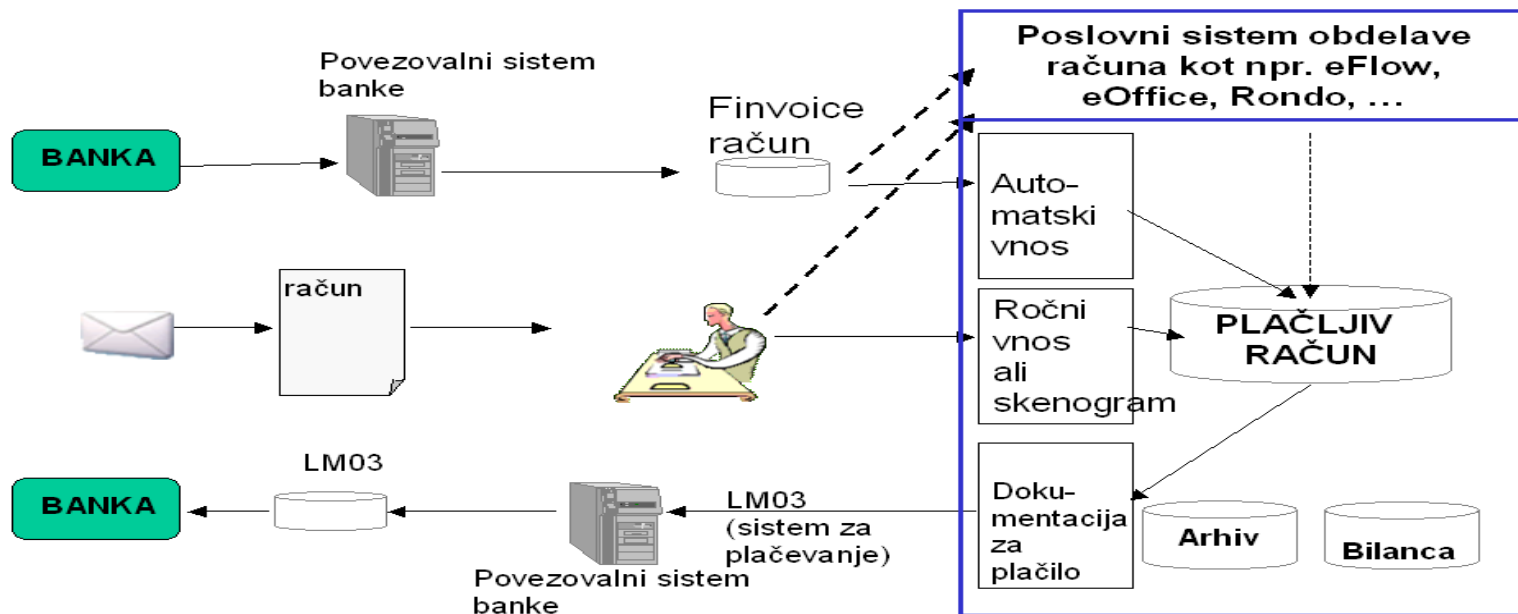 Povezovalni sistem
banke
Poslovni sistem obdelave
računa kot npr. eFlow,
eOffice, Rondo, ...
BANKA
Finvoice
račun
Auto-
matski
vnos
račun
Ročni
vnos
ali
skenogram
PLAČLJIV
RAČUN
BANKA
LM03
LM03
(sistem za
plačevanje)
Povezovalni sistem
banke
Doku-
mentacija
za
plačilo
Arhiv
Bilanca